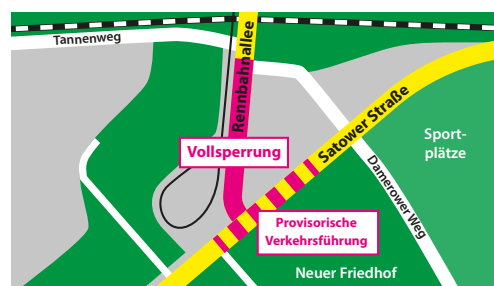 Tannenweg
Rennbahnallee
Vollsperrung
Satower Straße
Sport-
plätze
Damerower Weg
Provisorische
Verkehrsführung
Neuer Friedhof